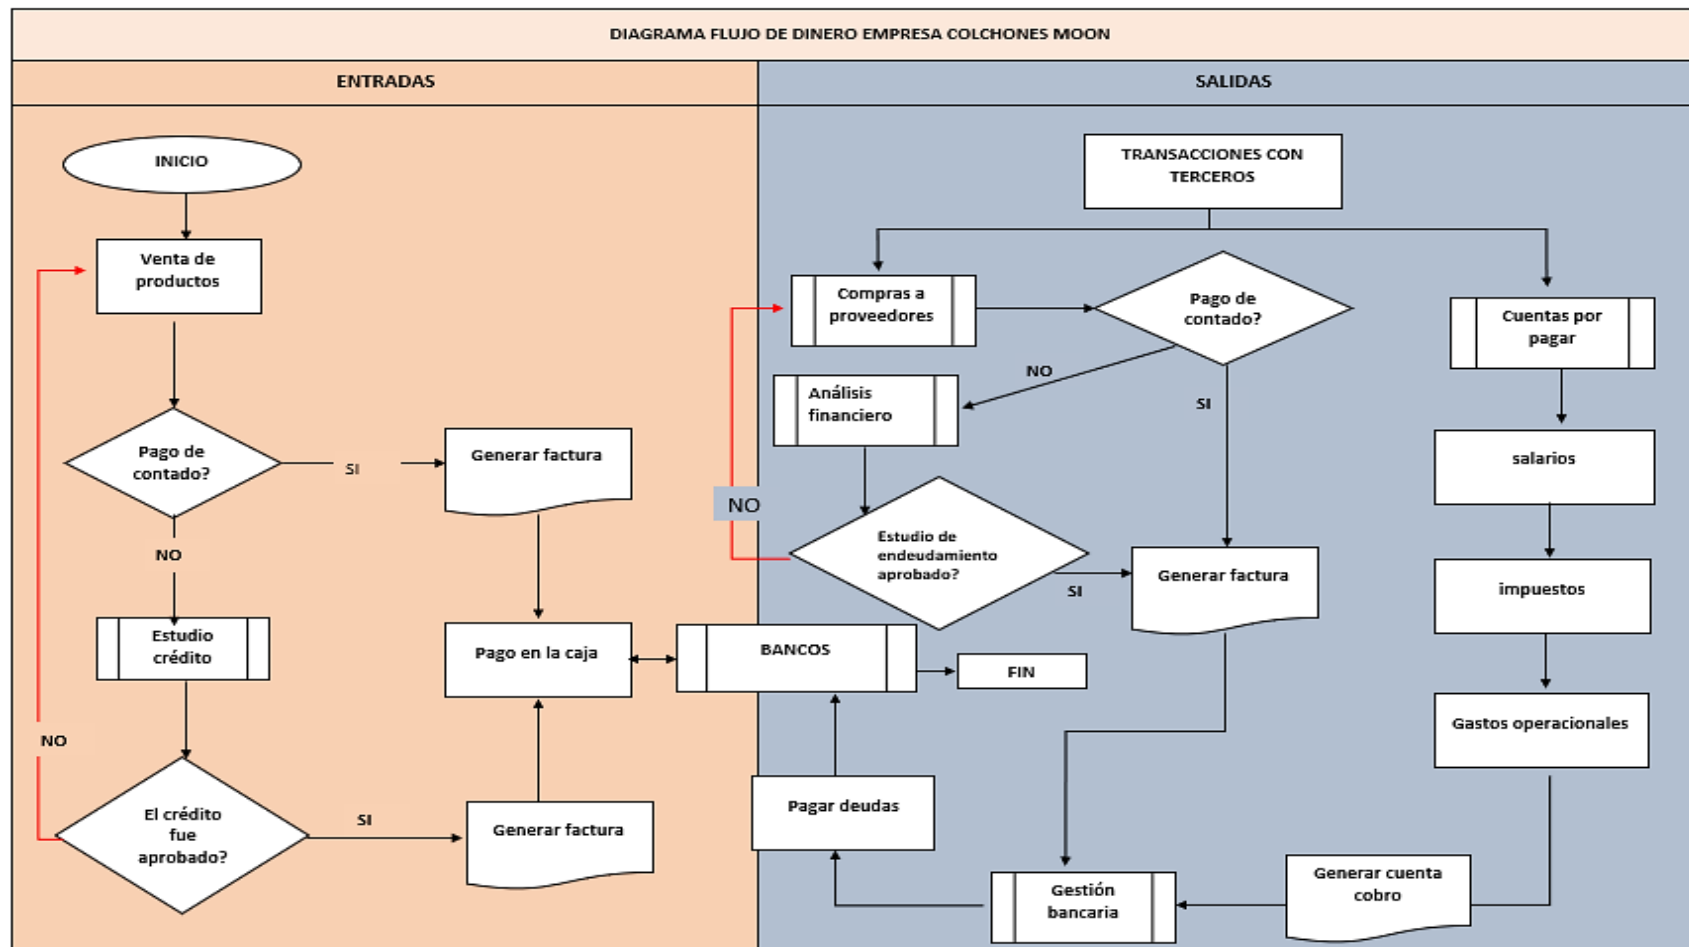 DIAGRAMA FLUJO DE DINERO EMPRESA COLCHONES MOON
ENTRADAS
SALIDAS
INICIO
Venta de
productos
Pago de
contado?
SI
Generar factura
NO
Estudio
crédito
Pago en la caja
NO
El crédito
fue
aprobado?
SI
Generar factura
TRANSACCIONES CON
TERCEROS
Compras a
proveedores
Pago de
contado?
Cuentas por
pagar
NO
Análisis
financiero
SI
salarios
NO
Estudio de
endeudamiento
aprobado?
SI
Generar factura
impuestos
BANCOS
FIN
Gastos operacionales
Pagar deudas
Gestión
bancaria
Generar cuenta
cobro